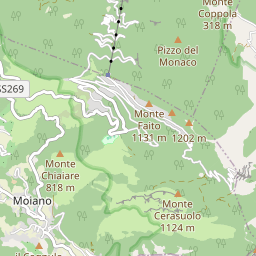 Monte
Coppola
318 m
Pizzo del
Monaco
SS269
Monte
Faito
1131 m
1202 m
Monte
Chiaiare
818 m
Moiano
Monte
Cerasuolo
1124 m